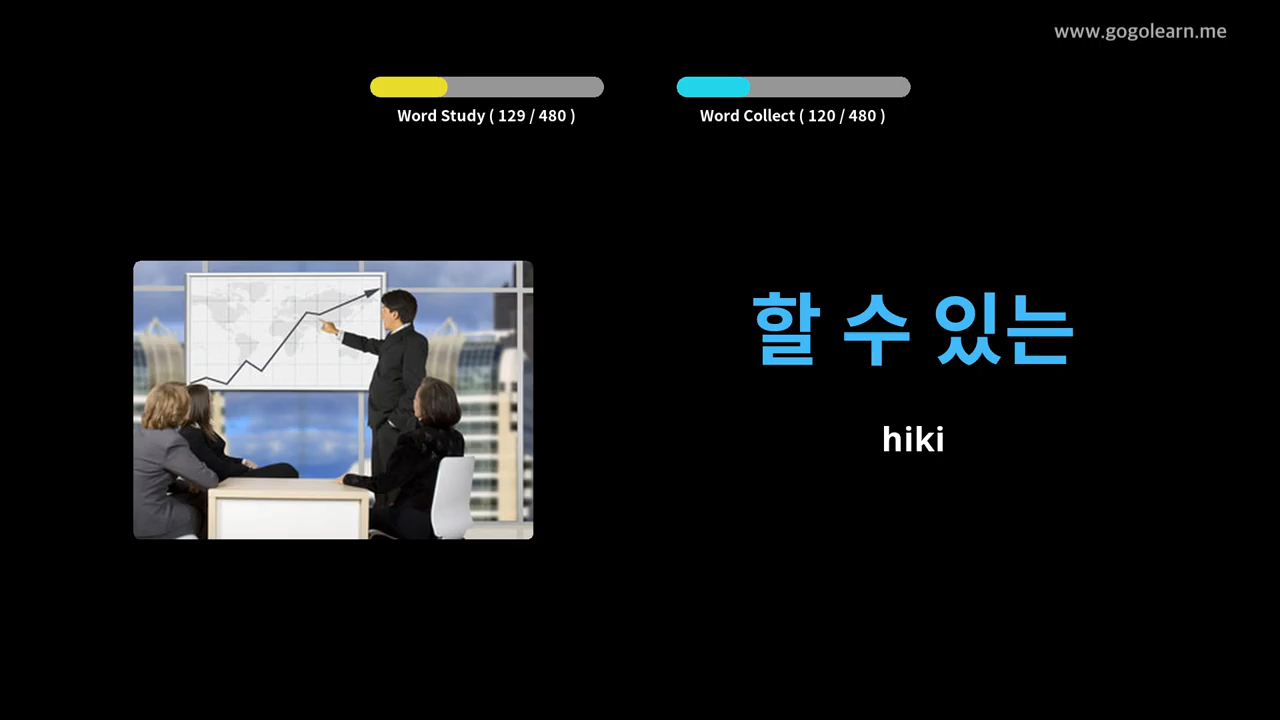 www.gogolearn.me
Word Study ( 129 / 480 )
Word Collect ( 120 / 480 )
할 수 있는
hiki